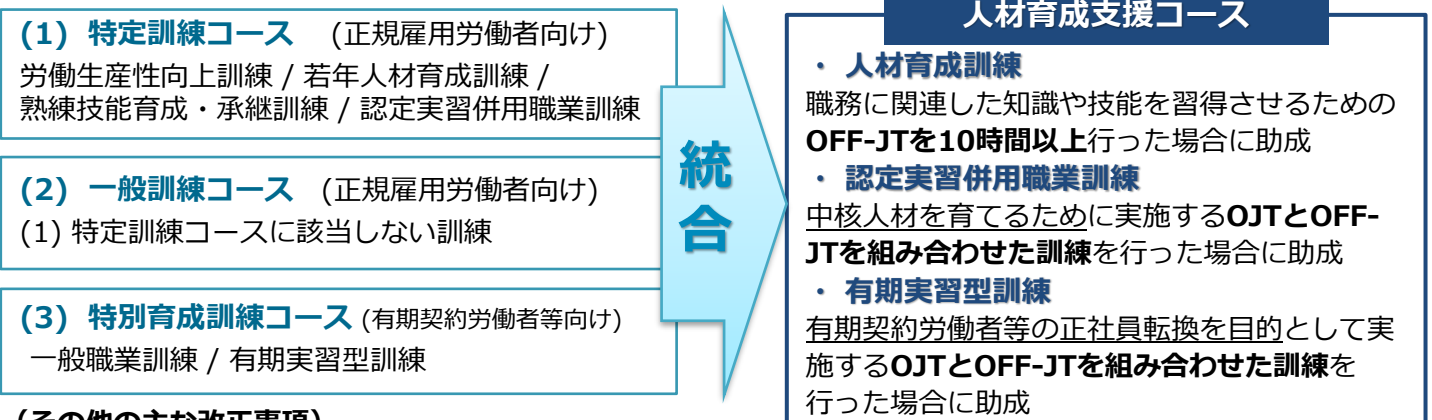 (1) 特定訓練コース (正規雇用労働者向け)
労働生産性向上訓練 / 若年人材育成訓練 /
熟練技能育成・承継訓練 / 認定実習併用職業訓練
(2) 一般訓練コース (正規雇用労働者向け)
(1) 特定訓練コースに該当しない訓練
(3) 特別育成訓練コース (有期契約労働者等向け)
一般職業訓練 / 有期実習型訓練
(その他の主な改正事項)
統
合
人材育成支援コース
・ 人材育成訓練
職務に関連した知識や技能を習得させるための
OFF-JTを10時間以上行った場合に助成
・ 認定実習併用職業訓練
中核人材を育てるために実施するOJTとOFF-
JTを組み合わせた訓練を行った場合に助成
・ 有期実習型訓練
有期契約労働者等の正社員転換を目的として実
施するOJTとOFF-JTを組み合わせた訓練を
行った場合に助成